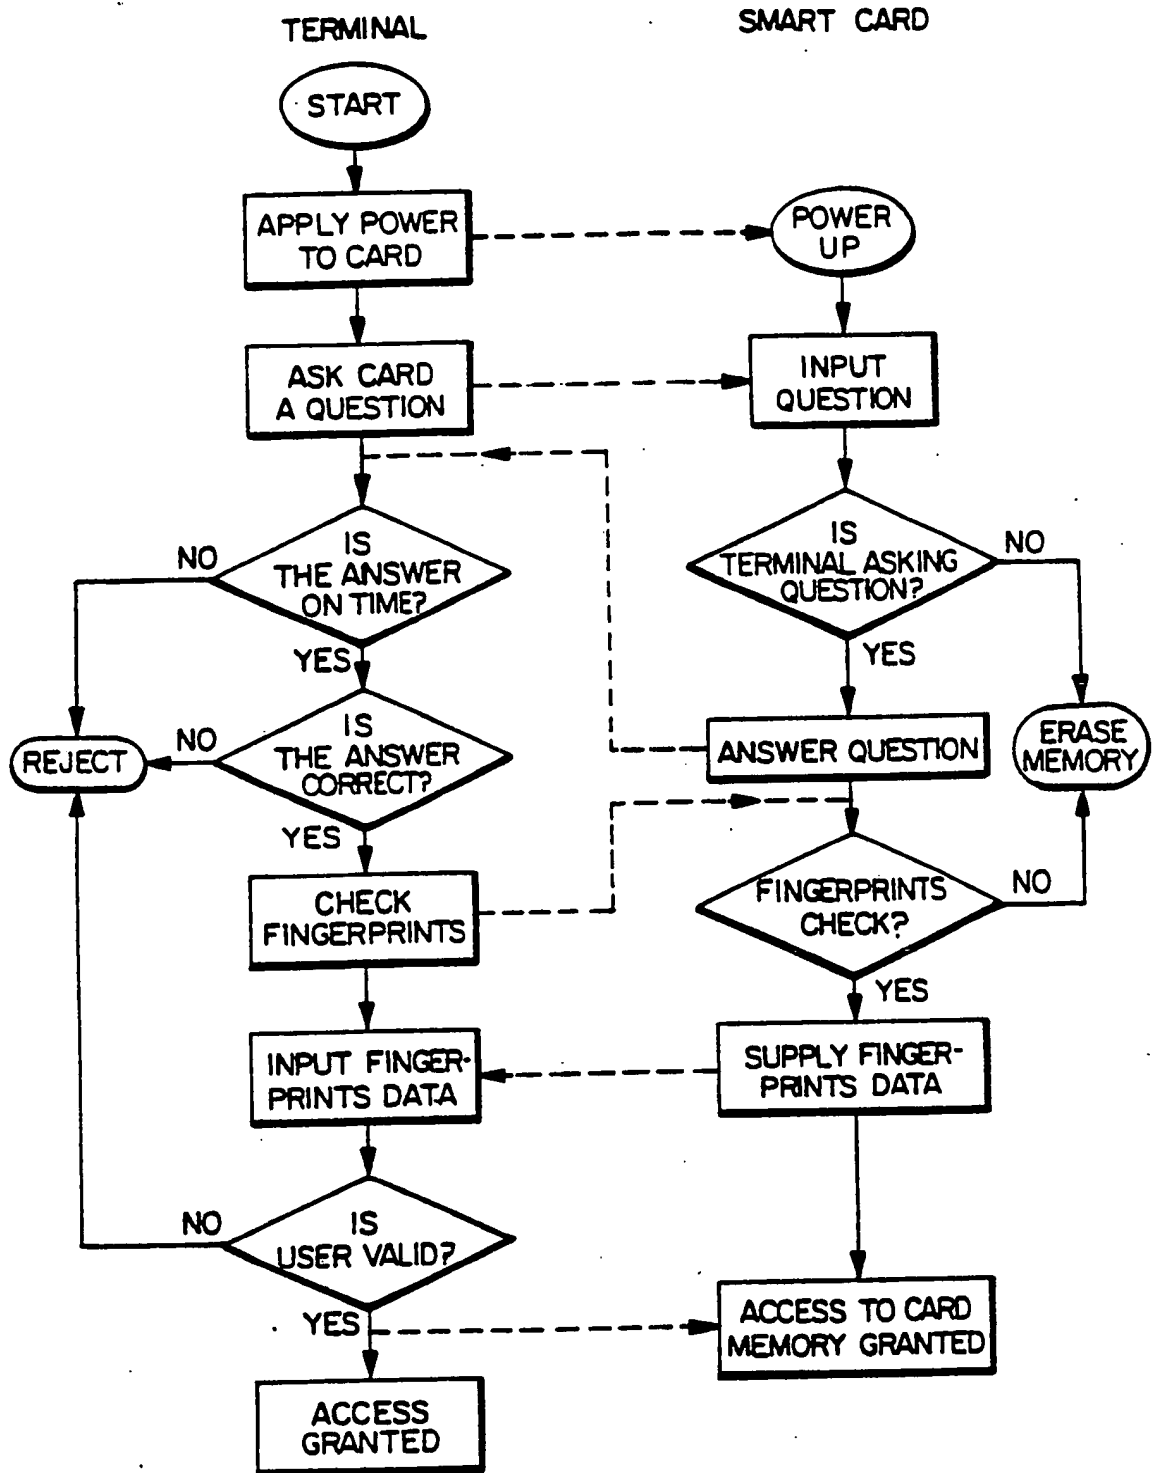 TERMINAL
SMART CARD
START
APPLY POWER
TO CARD
POWER
UP
ASK CARD
A QUESTION
INPUT
QUESTION
IS
THE ANSWER
ON TIME?
NO
YES
IS
TERMINAL ASKING
QUESTION?
NO
YES
REJECT
NO
IS
THE ANSWER
CORRECT?
YES
ANSWER QUESTION
ERASE
MEMORY
CHECK
FINGERPRINTS
FINGERPRINTS
CHECK?
NO
YES
INPUT FINGER-
PRINTS DATA
SUPPLY FINGER-
PRINTS DATA
NO
IS
USER VALID?
YES
ACCESS TO CARD
MEMORY GRANTED
ACCESS
GRANTED